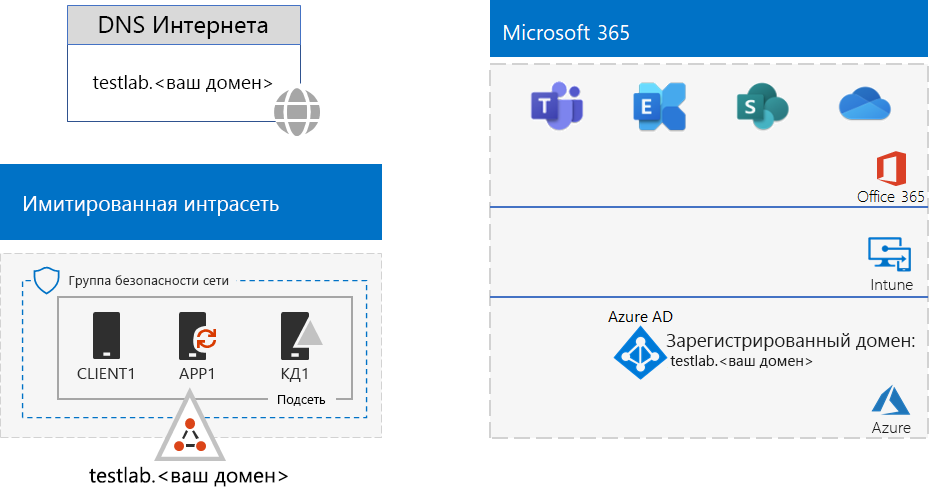 DNS Интернета
testlab.<ваш домен>
Имитированная интрасеть
Группа безопасности сети
CLIENT1
APP1
КД1
Подсеть
testlab.<ваш домен>
Microsoft 365
T
E
S
Office 365
Intune
Azure AD
Зарегистрированный домен:
testlab.<ваш домен>
Azure